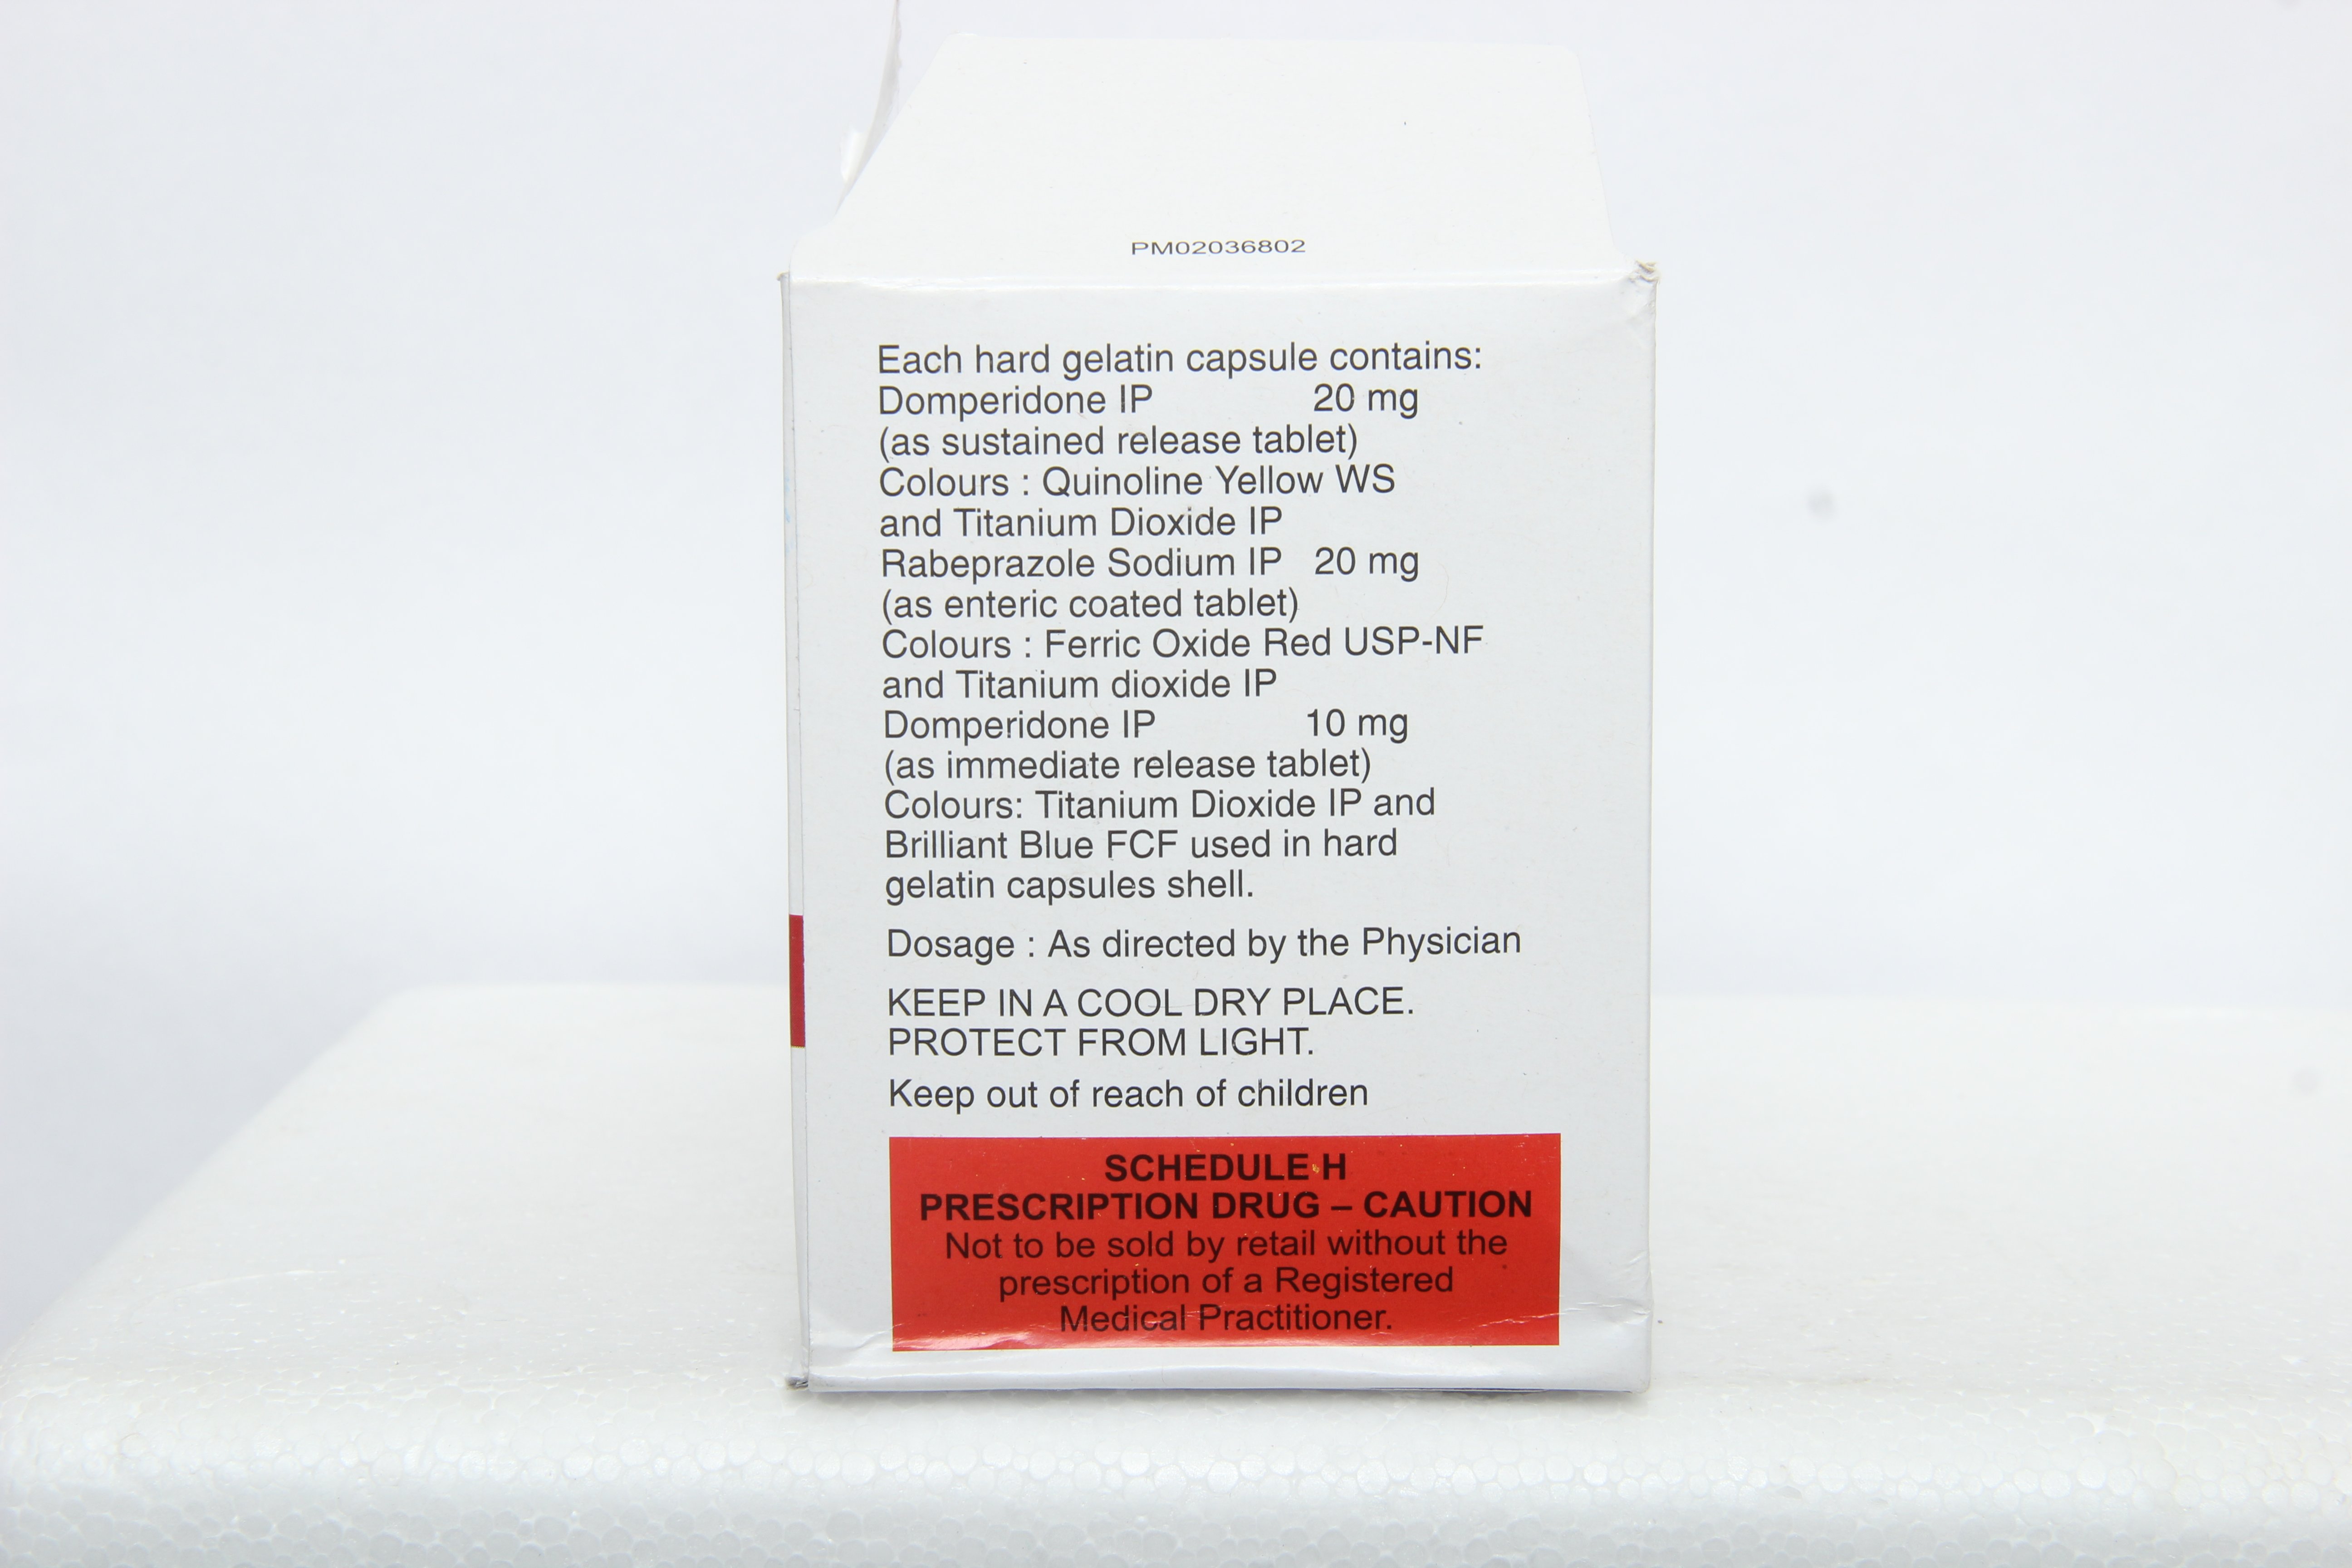 PM02036802
Each hard gelatin capsule contains:
Domperidone IP 20 mg
(as sustained release tablet)
Colours : Quinoline Yellow WS
and Titanium Dioxide IP
Rabeprazole Sodium IP 20 mg
(as enteric coated tablet)
Colours : Ferric Oxide Red USP-NF
and Titanium dioxide IP
Domperidone IP 10 mg
(as immediate release tablet)
Colours: Titanium Dioxide IP and
Brilliant Blue FCF used in hard
gelatin capsules shell.
Dosage : As directed by the Physician
KEEP IN A COOL DRY PLACE.
PROTECT FROM LIGHT.
Keep out of reach of children
SCHEDULE H
PRESCRIPTION DRUG – CAUTION
Not to be sold by retail without the
prescription of a Registered
Medical Practitioner.